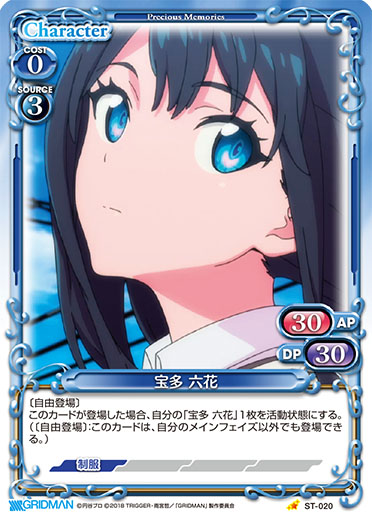 Precious Memories
Character
COST
0
SOURCE
3
30 AP
DP 30
宝多 六花
〔自由登場〕
このカードが登場した場合、自分の「宝多 六花」1枚を活動状態にする。
(〔自由登場〕:このカードは、自分のメインフェイズ以外でも登場でき
る。)
制服
GRIDMAN
©円谷プロ ©2018 TRIGGER・雨宮哲/「GRIDMAN」製作委員会
ST-020